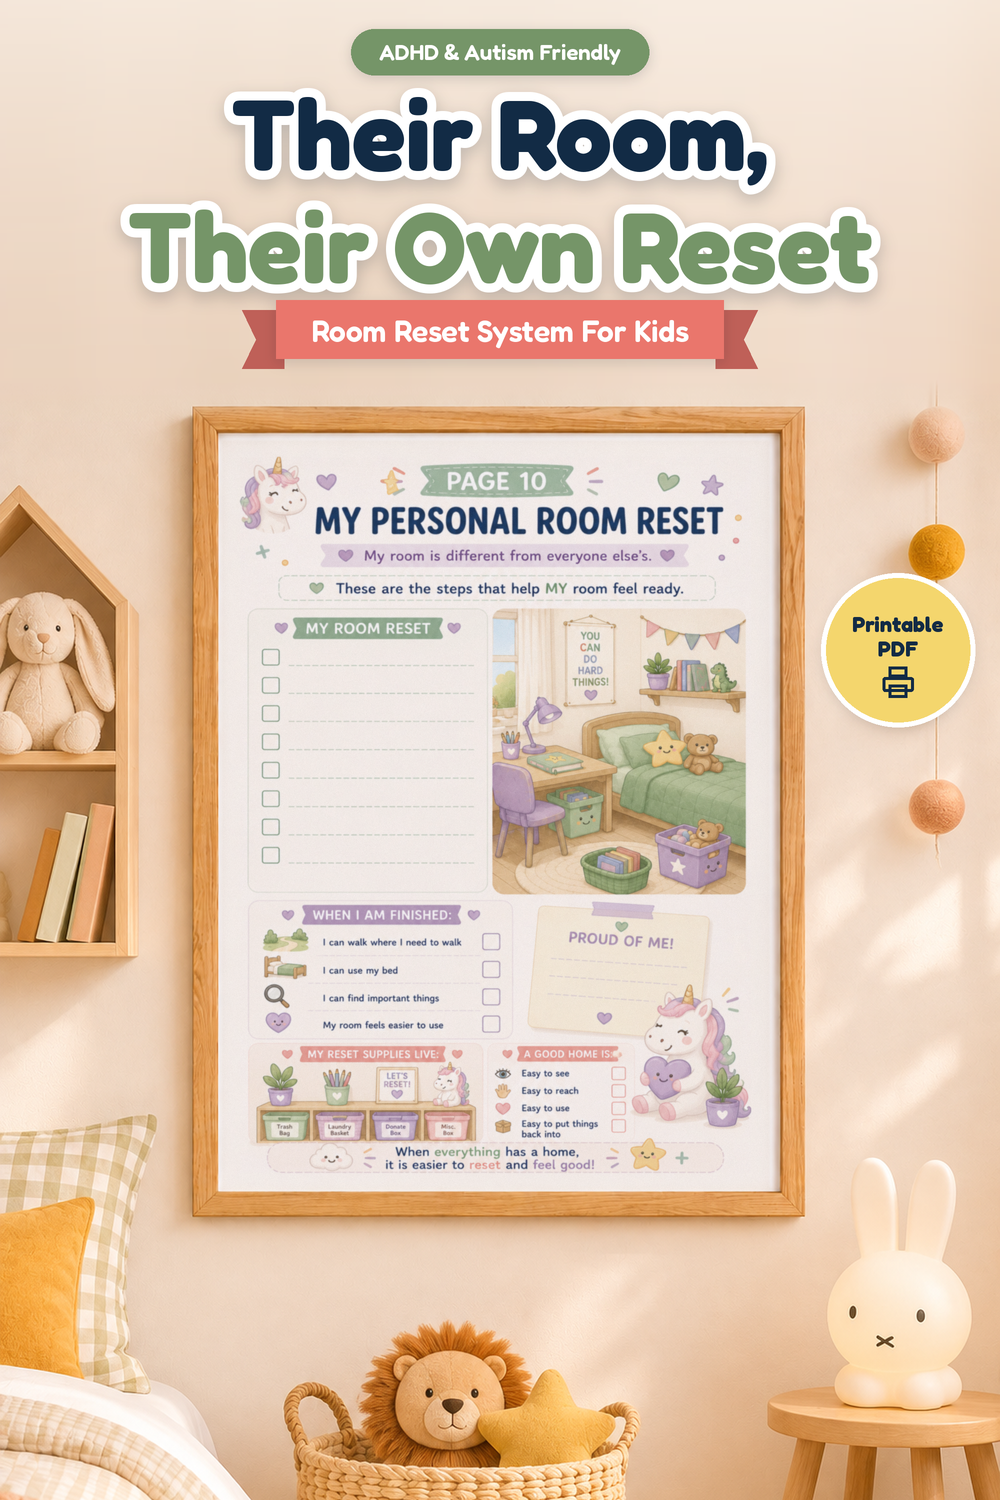 ADHD & Autism Friendly
Their Room,
Their Own Reset
Room Reset System For Kids
PAGE 10
MY PERSONAL ROOM RESET
My room is different from everyone else's.
These are the steps that help MY room feel ready.
MY ROOM RESET
YOU
CAN
DO
HARD
THINGS!
Printable
PDF
WHEN I AM FINISHED:
I can walk where I need to walk
I can use my bed
I can find important things
My room feels easier to use
PROUD OF ME!
MY RESET SUPPLIES LIVE:
LET'S
RESET!
Trash
Bag
Laundry
Basket
Donate
Box
Misc.
Box
A GOOD HOME IS:
Easy to see
Easy to reach
Easy to use
Easy to put things
back into
When everything has a home,
it is easier to reset and feel good!